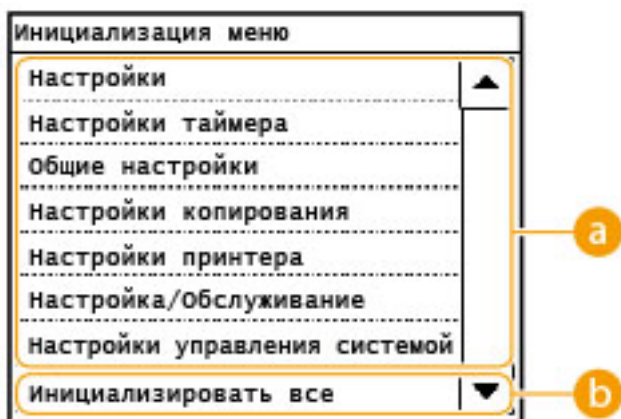 Инициализация меню
Настройки
Настройки таймера
Общие настройки
Настройки копирования
Настройки принтера
Настройка/Обслуживание
Настройки управления системой
Инициализировать все
a
b